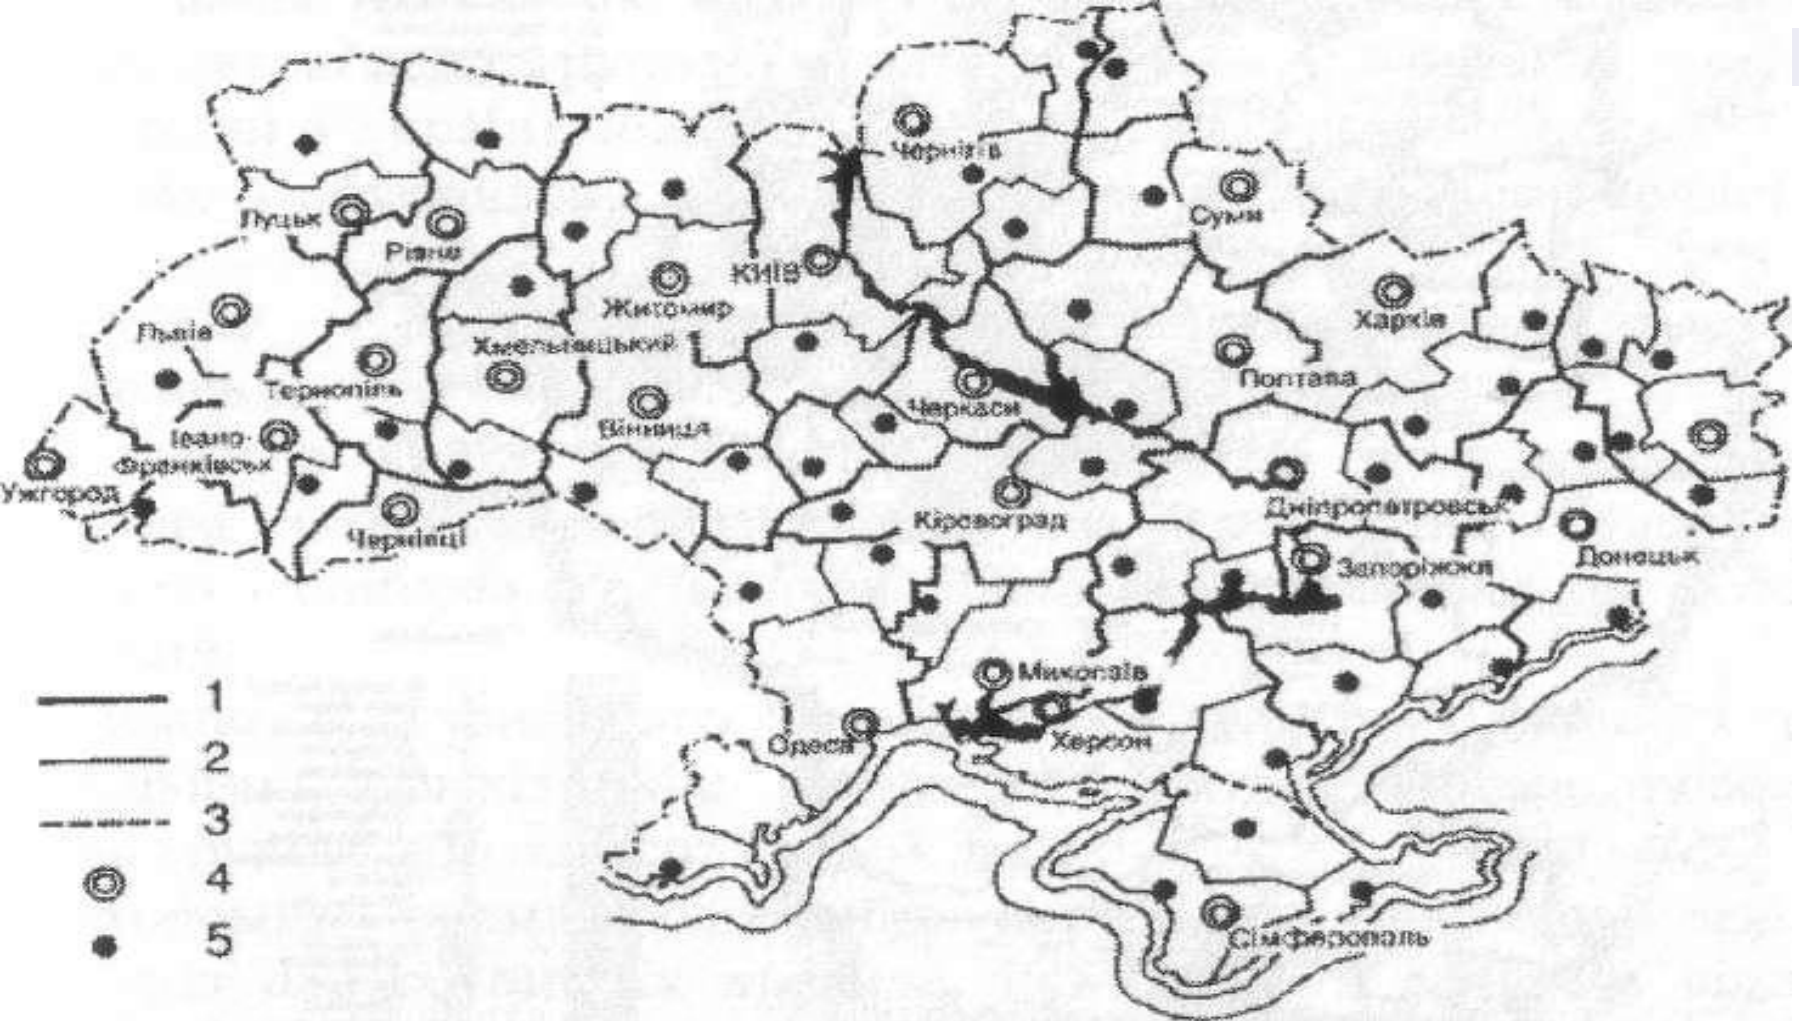 Чернігів
Луцьк
Суми
Рівне
КИЇВ
Житомир
Львів
Харків
Хмельницький
Тернопіль
Полтава
Черкаси
Вінниця
Івано-
Франківськ
Ужгород
Кіровоград
Дніпропетровськ
Чернівці
Донецьк
Запоріжжя
Миколаїв
Одеса
Херсон
Сімферополь
1
2
3
4
5